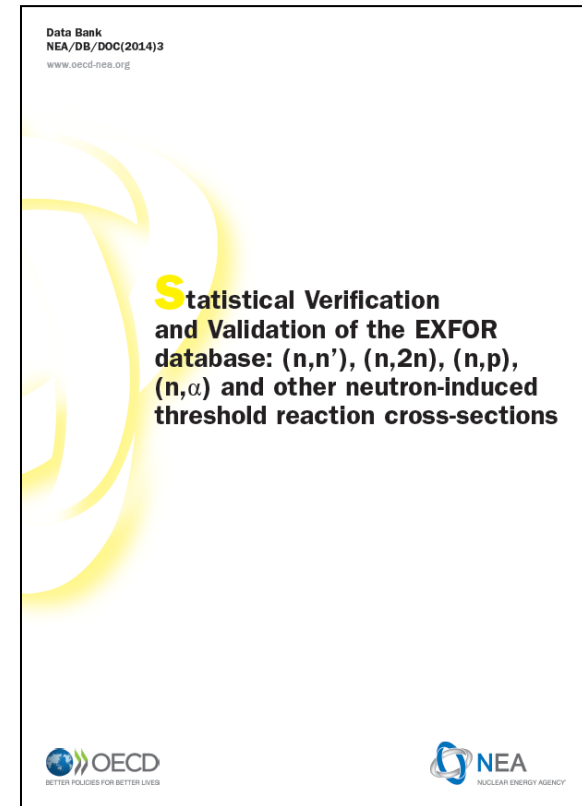 Data Bank
NEA/DB/DOC(2014)3
www.oecd-nea.org
Statistical Verification
and Validation of the EXFOR
database: (n,n’), (n,2n), (n,p),
(n,α) and other neutron-induced
threshold reaction cross-sections
OECD
BETTER POLICIES FOR BETTER LIVES
NEA
NUCLEAR ENERGY AGENCY